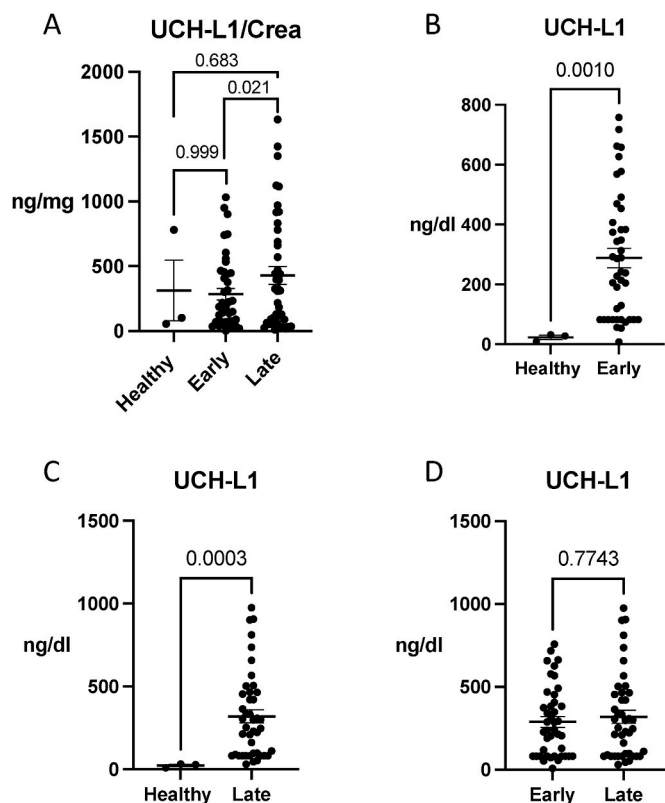 A
UCH-L1/Crea
0.683
0.021
0.999
2000
1500
1000
500
0
ng/mg
Healthy
Early
Late
B
UCH-L1
0.0010
800
600
400
200
0
ng/dl
Healthy
Early
C
UCH-L1
0.0003
1500
1000
500
0
ng/dl
Healthy
Late
D
UCH-L1
0.7743
1500
1000
500
0
ng/dl
Early
Late